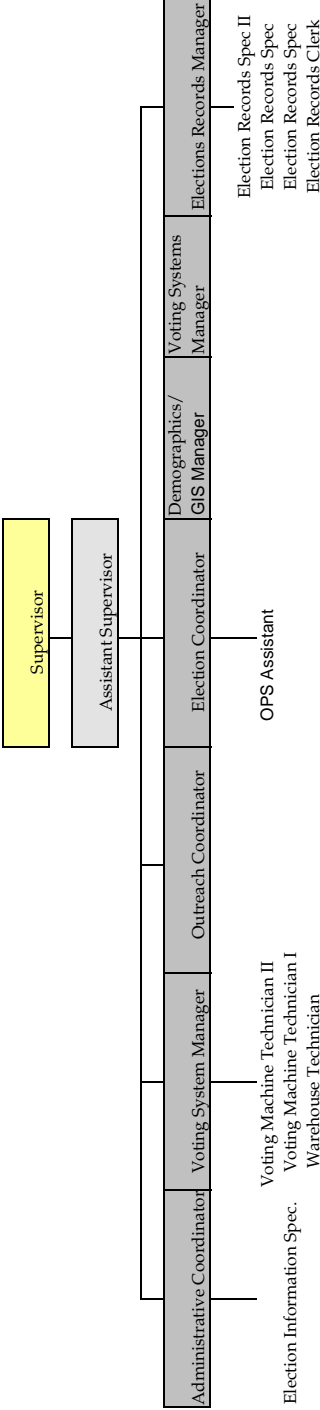 Supervisor
Assistant Supervisor
Administrative Coordinator
Voting System Manager
Outreach Coordinator
Election Coordinator
Demographics/
GIS Manager
Voting Systems
Manager
Elections Records Manager
Election Information Spec.
Voting Machine Technician II
Voting Machine Technician I
Warehouse Technician
OPS Assistant
Election Records Spec II
Election Records Spec
Election Records Spec
Election Records Clerk